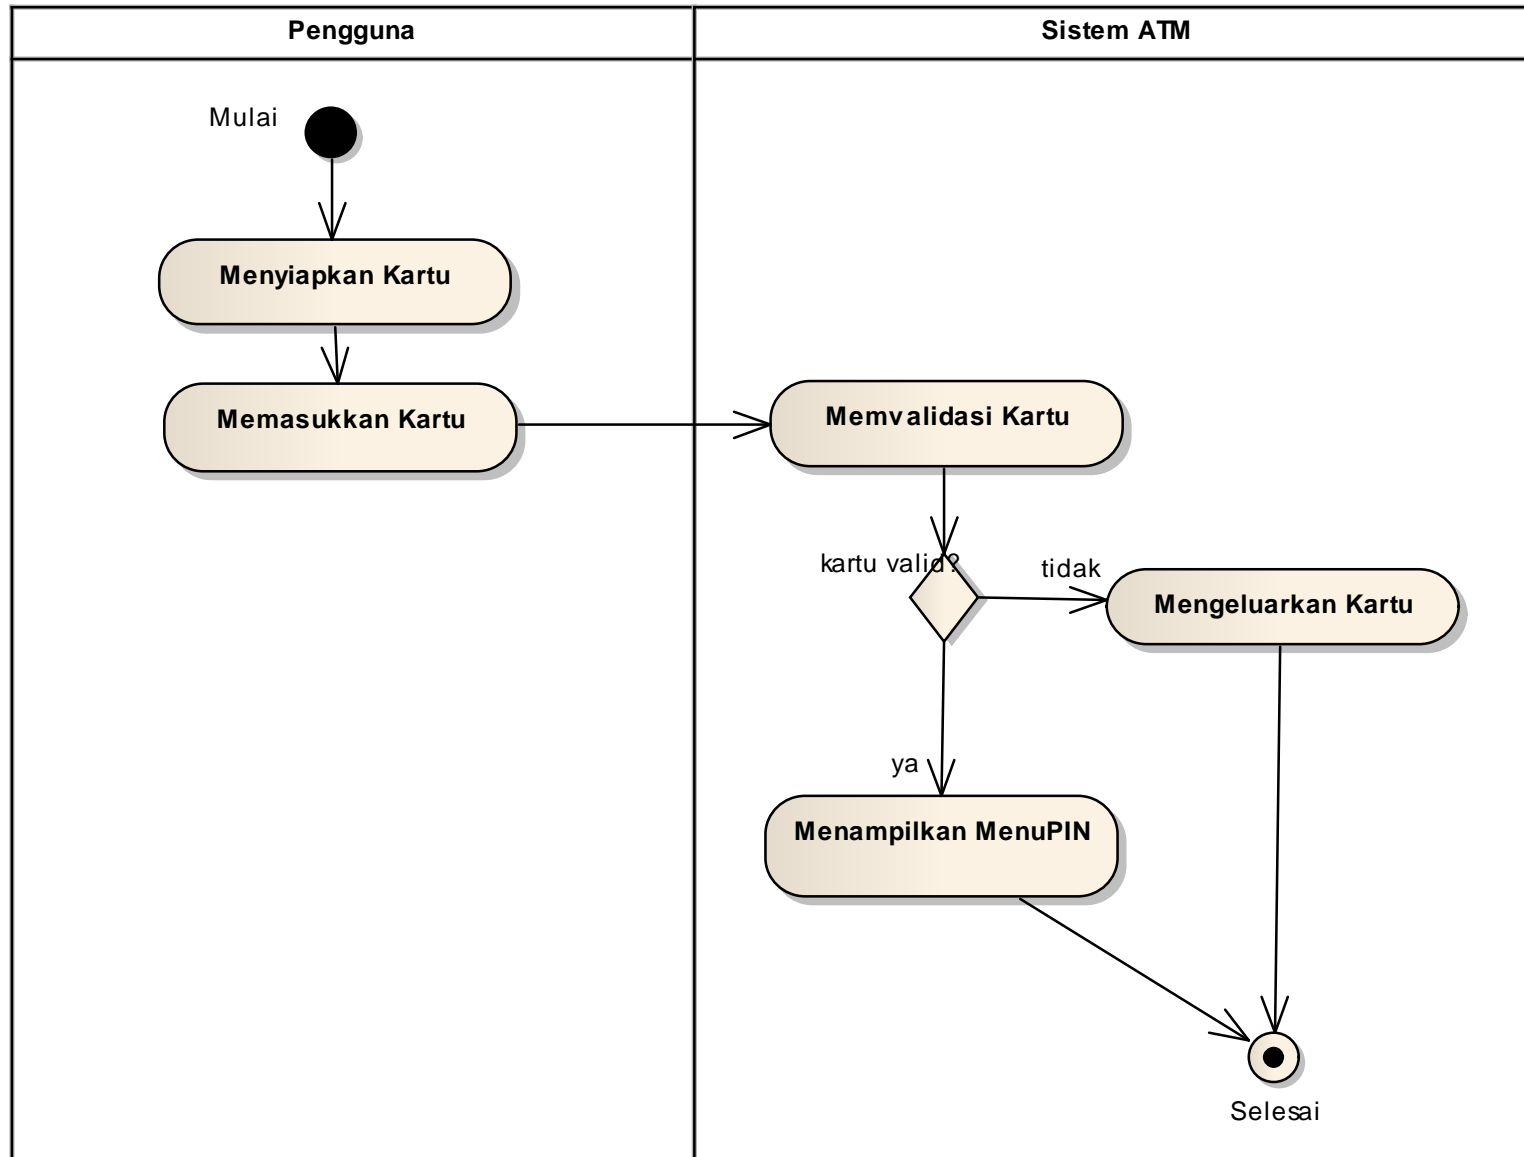 Pengguna
Sistem ATM
Mulai
Menyiapkan Kartu
Memasukkan Kartu
Memvalidasi Kartu
kartu valid?
tidak
Mengeluarkan Kartu
ya
Menampilkan MenuPIN
Selesai